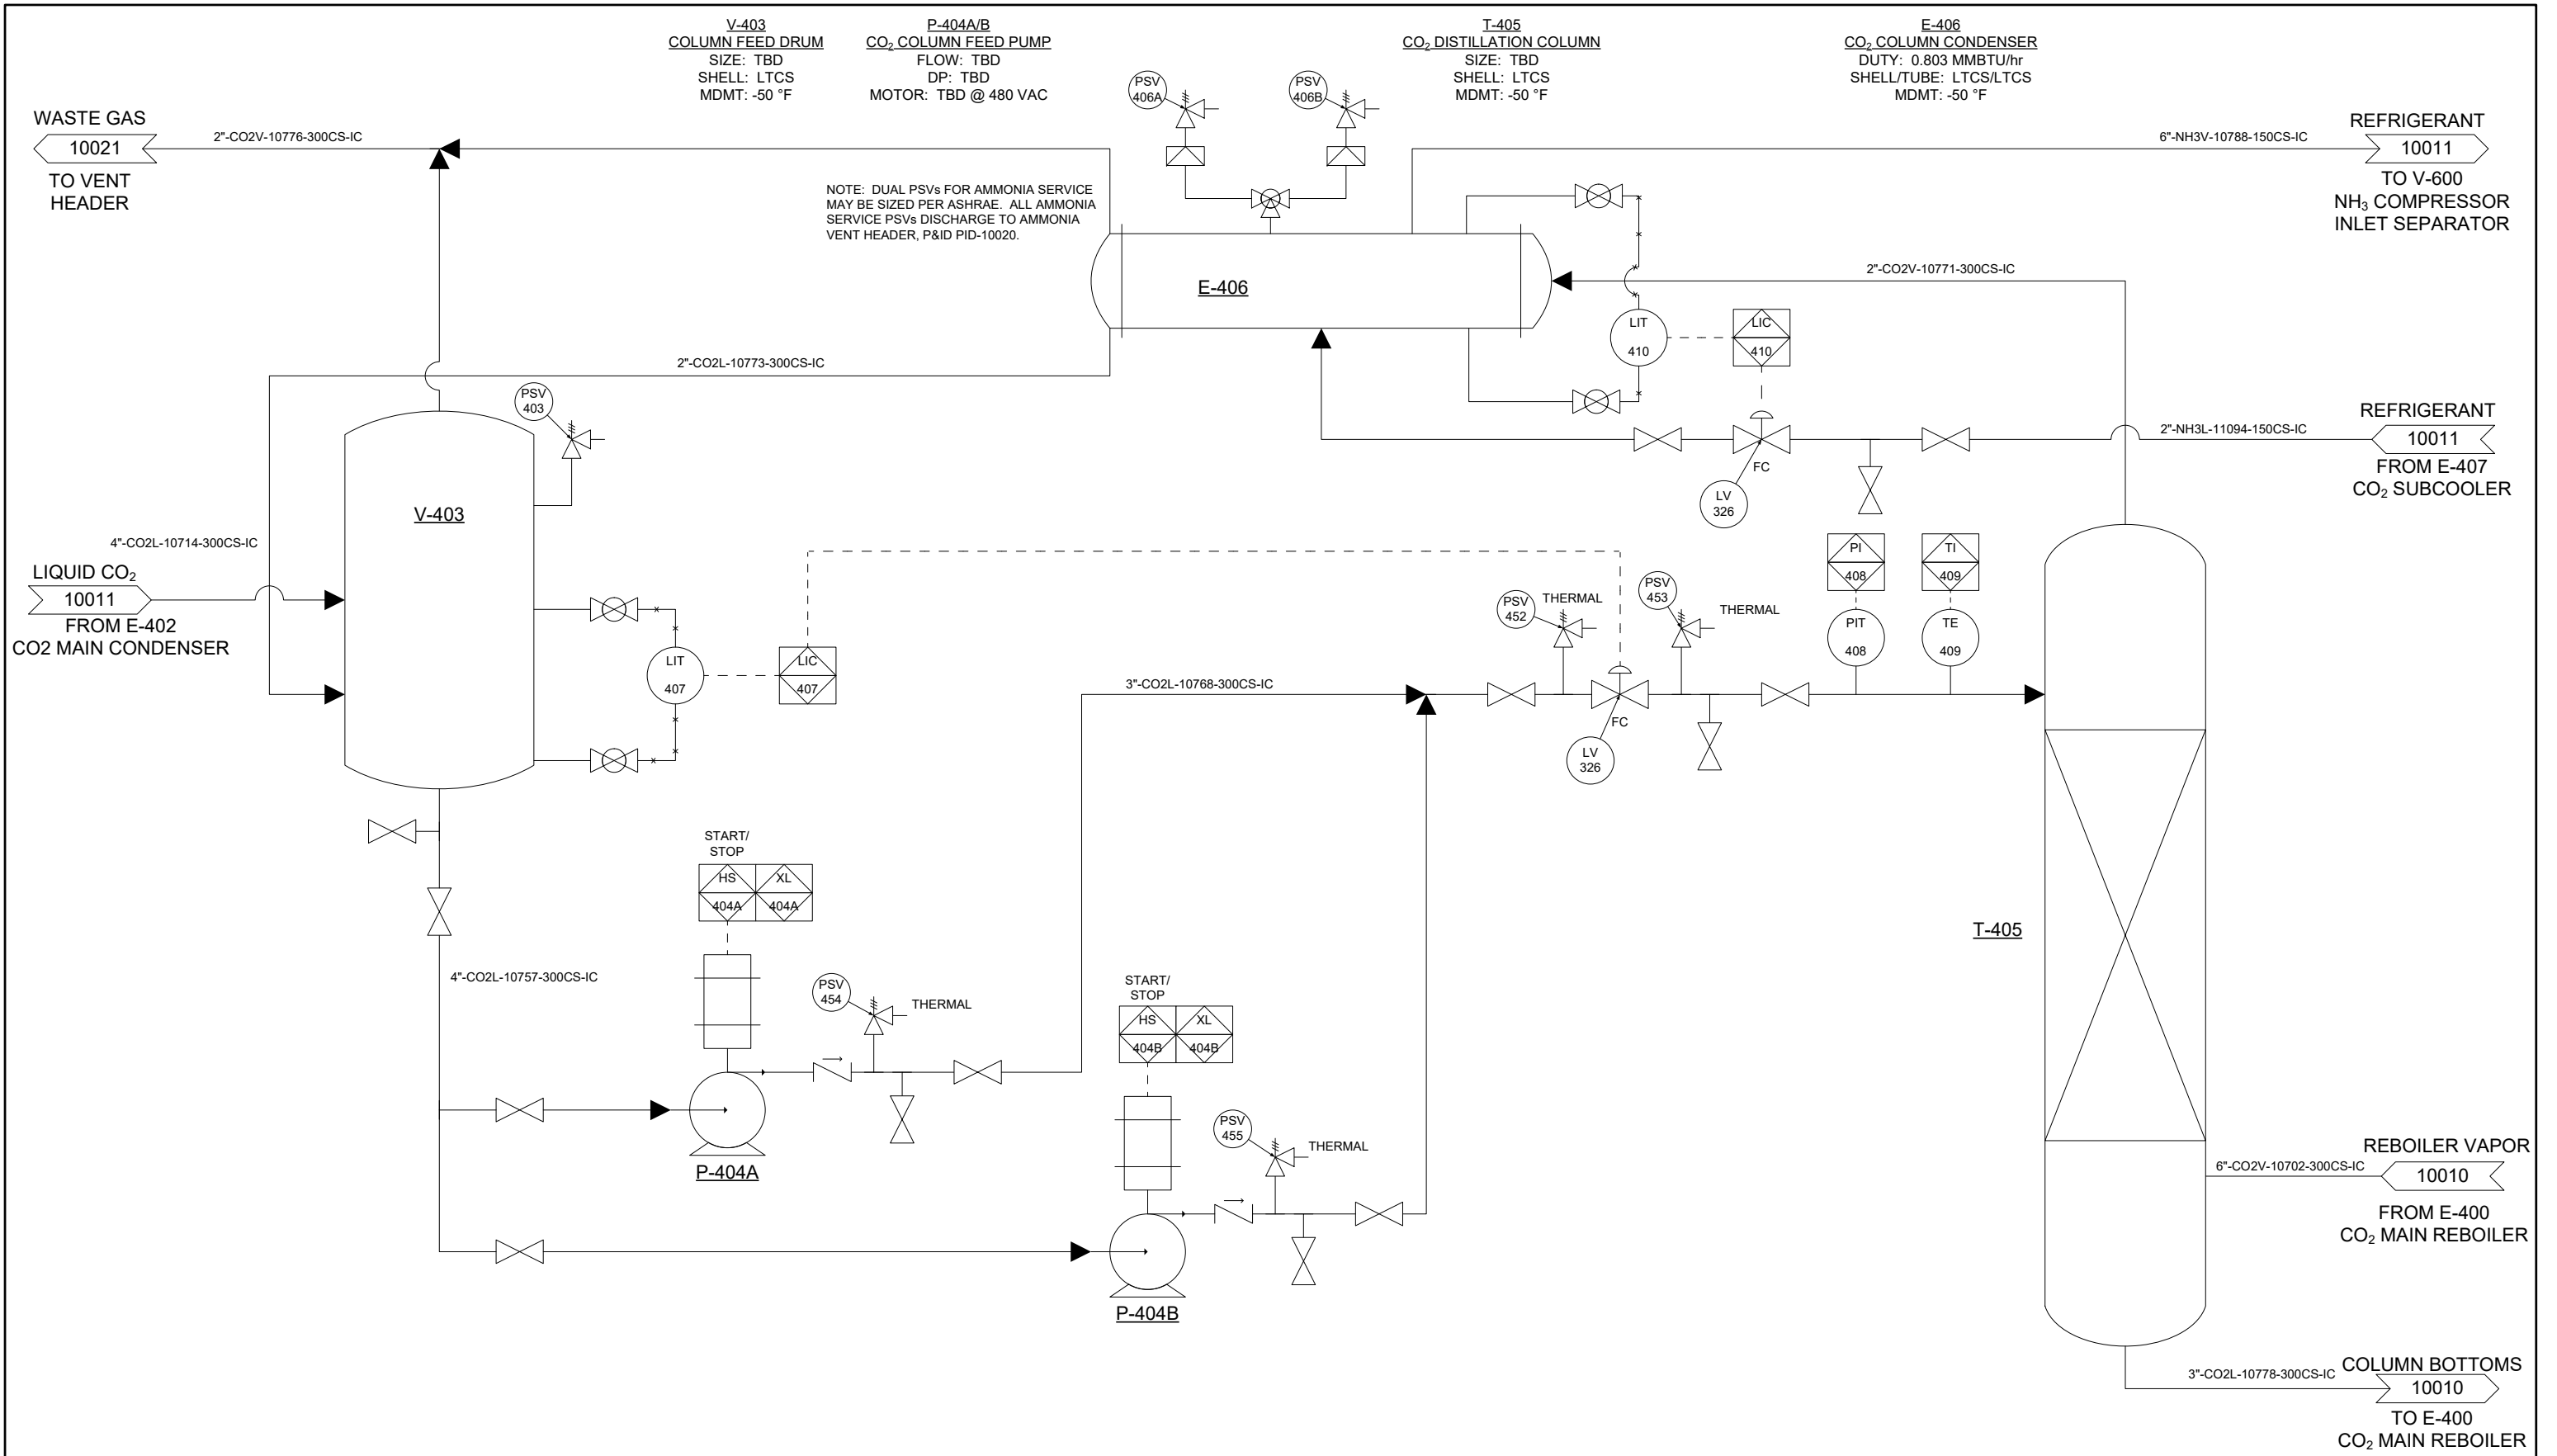 V-403
COLUMN FEED DRUM
SIZE: TBD
SHELL: LTCS
MDMT: -50 °F
P-404A/B
CO₂ COLUMN FEED PUMP
FLOW: TBD
DP: TBD
MOTOR: TBD @ 480 VAC
T-405
CO₂ DISTILLATION COLUMN
SIZE: TBD
SHELL: LTCS
MDMT: -50 °F
E-406
CO₂ COLUMN CONDENSER
DUTY: 0.803 MMBTU/hr
SHELL/TUBE: LTCS/LTCS
MDMT: -50 °F
WASTE GAS
10021
TO VENT
HEADER
2"-CO2V-10776-300CS-IC
PSV
406A
PSV
406B
NOTE: DUAL PSVs FOR AMMONIA SERVICE
MAY BE SIZED PER ASHRAE. ALL AMMONIA
SERVICE PSVs DISCHARGE TO AMMONIA
VENT HEADER, P&ID PID-10020.
6"-NH3V-10788-150CS-IC
REFRIGERANT
10011
TO V-600
NH₃ COMPRESSOR
INLET SEPARATOR
E-406
2"-CO2V-10771-300CS-IC
LIT
410
LIC
410
2"-CO2L-10773-300CS-IC
PSV
403
FC
LV
326
2"-NH3L-11094-150CS-IC
REFRIGERANT
10011
FROM E-407
CO₂ SUBCOOLER
V-403
4"-CO2L-10714-300CS-IC
LIQUID CO₂
10011
FROM E-402
CO2 MAIN CONDENSER
LIT
407
LIC
407
PSV
452
THERMAL
PSV
453
THERMAL
PI
408
TI
409
PIT
408
TE
409
3"-CO2L-10768-300CS-IC
FC
LV
326
START/
STOP
HS
404A
XL
404A
4"-CO2L-10757-300CS-IC
PSV
454
THERMAL
P-404A
START/
STOP
HS
404B
XL
404B
PSV
455
THERMAL
P-404B
T-405
6"-CO2V-10702-300CS-IC
REBOILER VAPOR
10010
FROM E-400
CO₂ MAIN REBOILER
3"-CO2L-10778-300CS-IC
COLUMN BOTTOMS
10010
TO E-400
CO₂ MAIN REBOILER